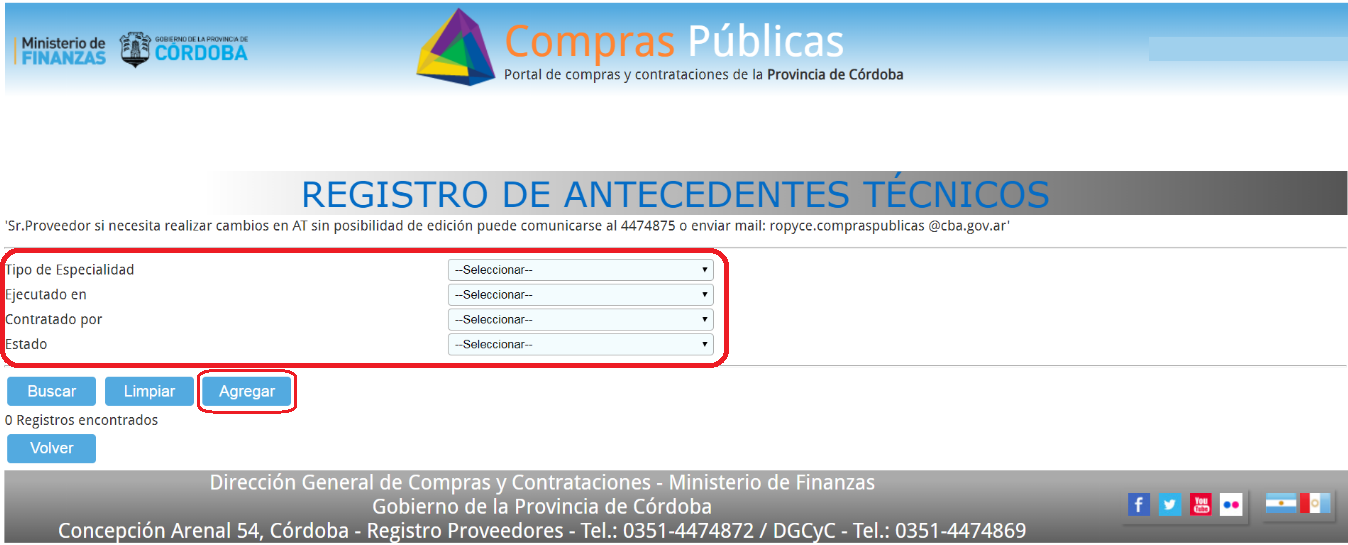 Ministerio de
FINANZAS
GOBIERNO DE LA PROVINCIA DE
CÓRDOBA
Compras Públicas
Portal de compras y contrataciones de la Provincia de Córdoba
REGISTRO DE ANTECEDENTES TÉCNICOS
'Sr.Proveedor si necesita realizar cambios en AT sin posibilidad de edición puede comunicarse al 4474875 o enviar mail: ropyce.compraspublicas @cba.gov.ar'
Tipo de Especialidad --Seleccionar--
Ejecutado en --Seleccionar--
Contratado por --Seleccionar--
Estado --Seleccionar--
Buscar Limpiar Agregar
0 Registros encontrados
Volver
Dirección General de Compras y Contrataciones - Ministerio de Finanzas
Gobierno de la Provincia de Córdoba
Concepción Arenal 54, Córdoba - Registro Proveedores - Tel.: 0351-4474872 / DGCyC - Tel.: 0351-4474869
f You Tube